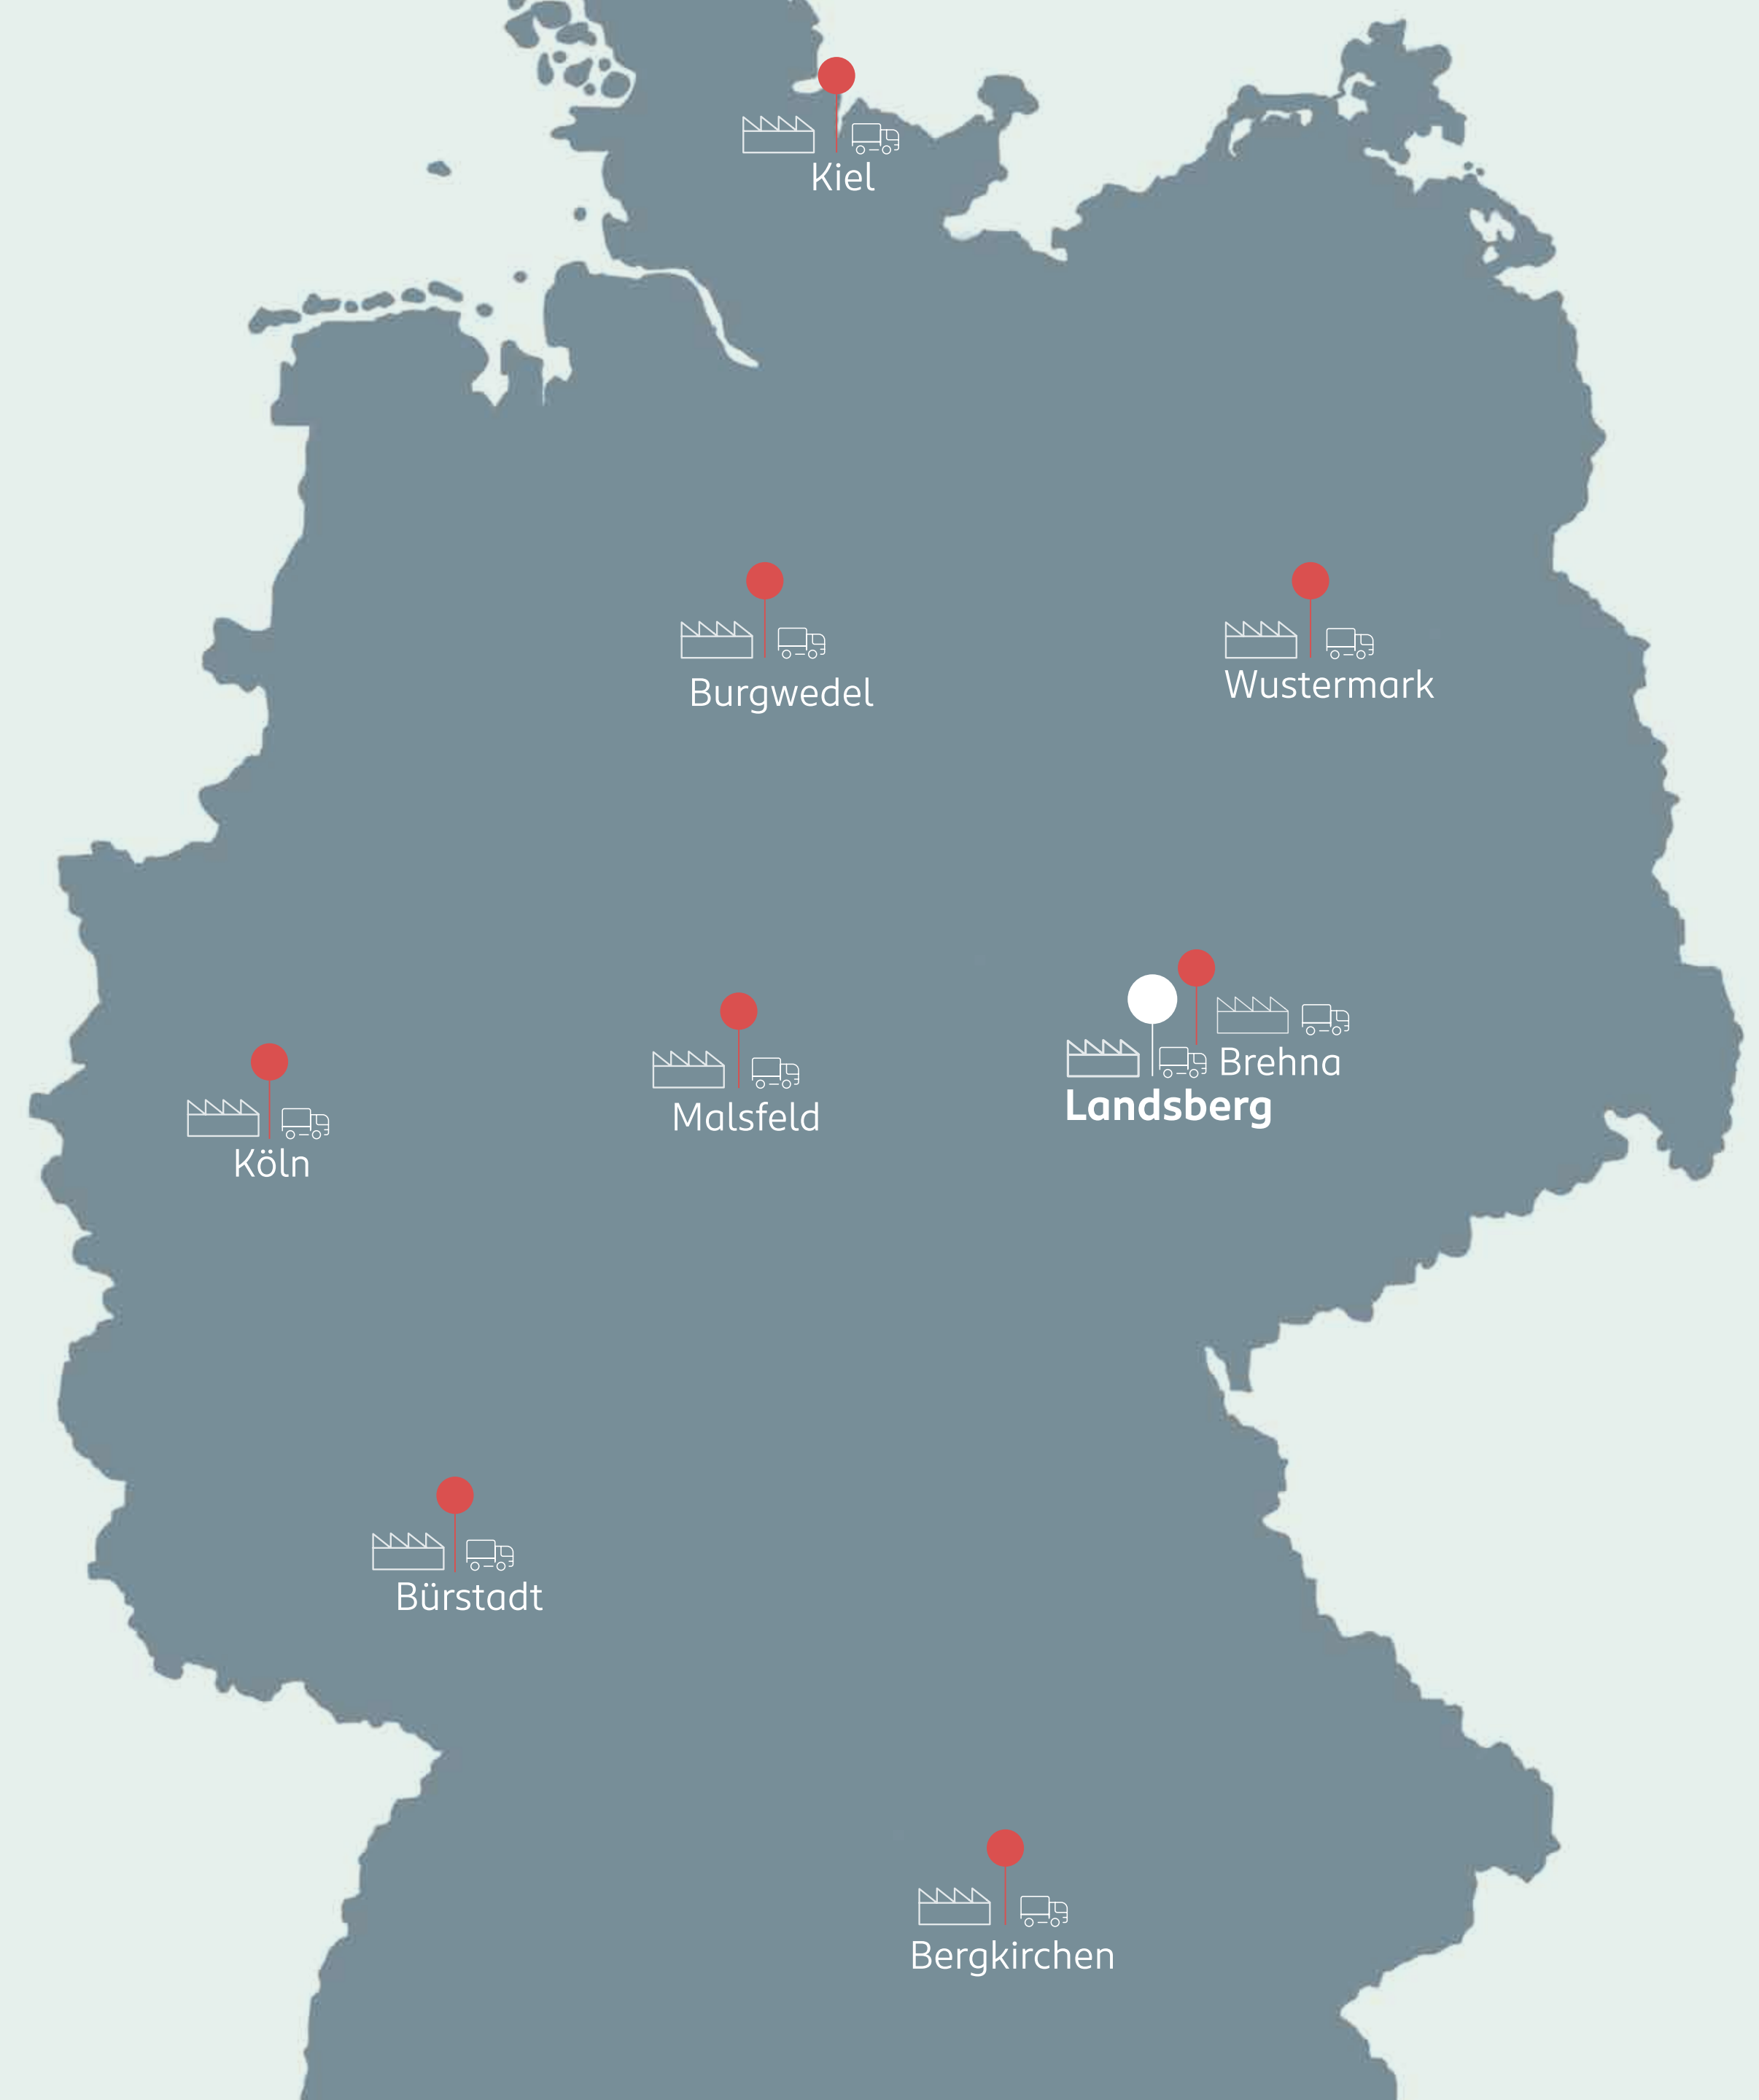 Kiel
Burgwedel
Wustermark
Brehna
Landsberg
Malsfeld
Köln
Bürstadt
Bergkirchen